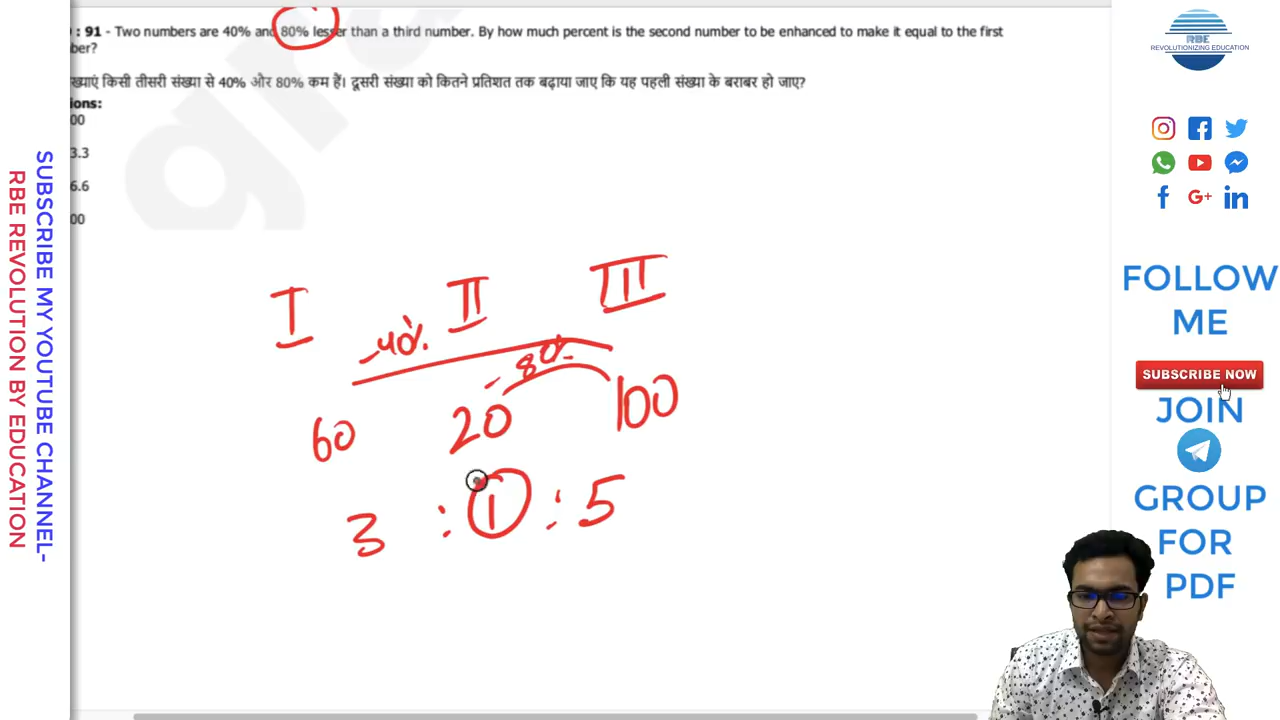 : 91 - Two numbers are 40% and 80% lesser than a third number. By how much percent is the second number to be enhanced to make it equal to the first
ber?
ख्याएं किसी तीसरी संख्या से 40% और 80% कम हैं। दूसरी संख्या को कितने प्रतिशत तक बढ़ाया जाए कि यह पहली संख्या के बराबर हो जाए?
ions:
00
3.3
6.6
00
I II III
-40%
-80%
60 20 100
3 : 1 : 5
SUBSCRIBE MY YOUTUBE CHANNEL-
RBE REVOLUTION BY EDUCATION
RBE
REVOLUTIONIZING EDUCATION
FOLLOW
ME
SUBSCRIBE NOW
JOIN
GROUP
FOR
PDF